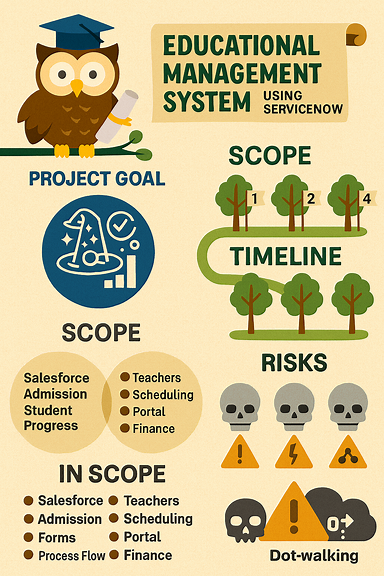 EDUCATIONAL
MANAGEMENT
SYSTEM USING
SERVICENOW
PROJECT GOAL
SCOPE
1 2 4
TIMELINE
SCOPE
Salesforce
Admission
Student
Progress
Teachers
Scheduling
Portal
Finance
RISKS
! !
IN SCOPE
Salesforce
Admission
Forms
Process Flow
Teachers
Scheduling
Portal
Finance
Dot-walking